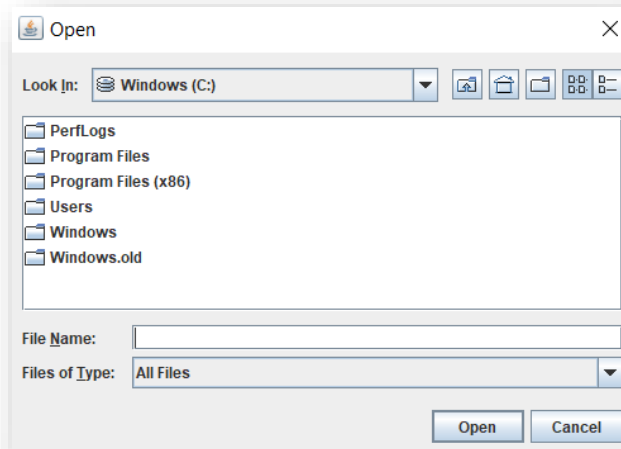 Open
Look In: Windows (C:)
PerfLogs
Program Files
Program Files (x86)
Users
Windows
Windows.old
File Name:
Files of Type: All Files
Open Cancel